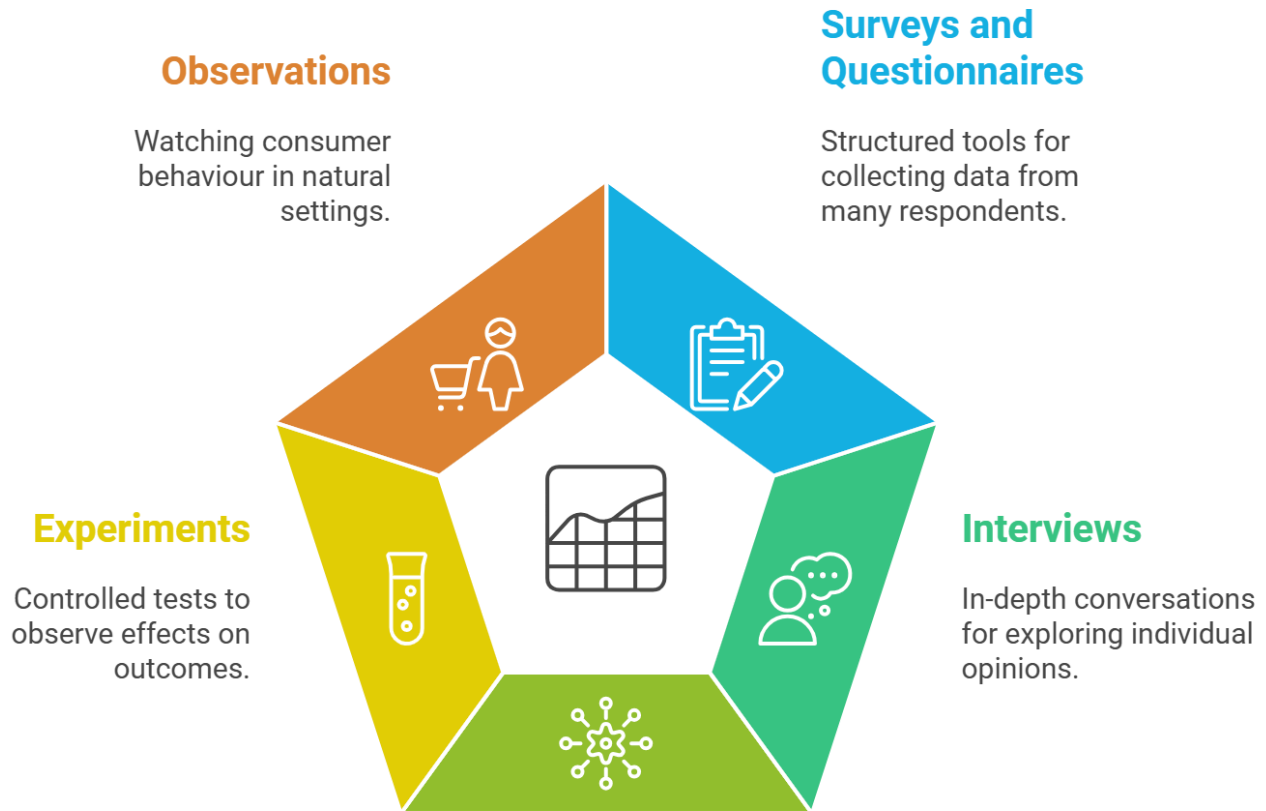 Surveys and
Questionnaires
Structured tools for
collecting data from
many respondents.
Interviews
In-depth conversations
for exploring individual
opinions.
Experiments
Controlled tests to
observe effects on
outcomes.
Observations
Watching consumer
behaviour in natural
settings.